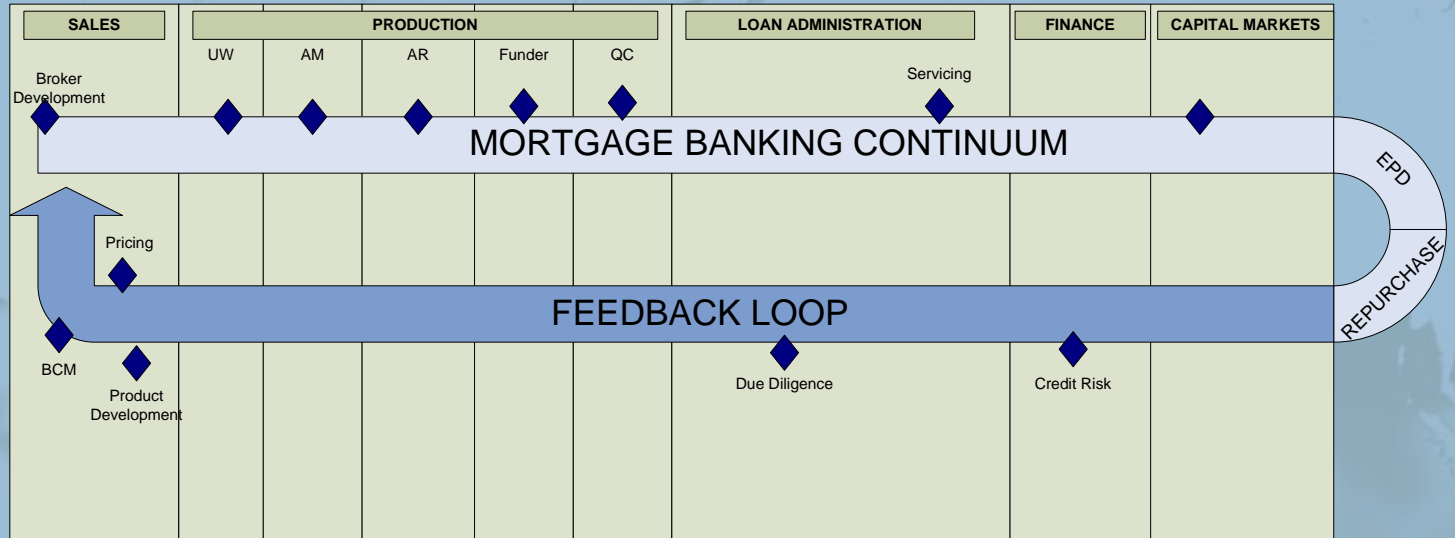 SALES
PRODUCTION
LOAN ADMINISTRATION
FINANCE
CAPITAL MARKETS
UW
AM
AR
Funder
QC
Broker
Development
Servicing
MORTGAGE BANKING CONTINUUM
EPD
REPURCHASE
Pricing
FEEDBACK LOOP
BCM
Product
Development
Due Diligence
Credit Risk